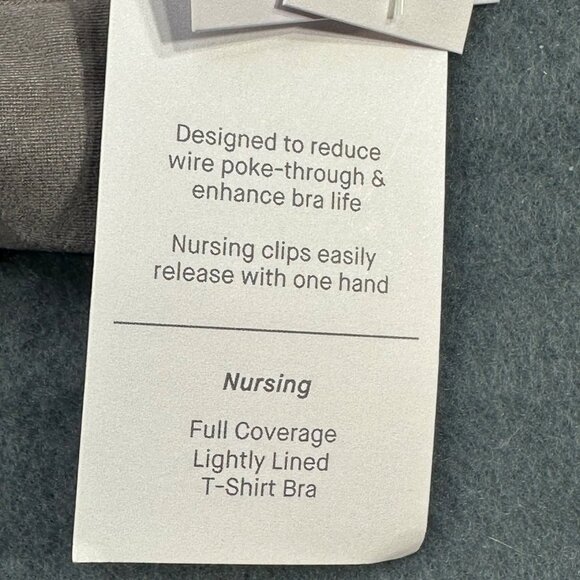 Designed to reduce
wire poke-through &
enhance bra life
Nursing clips easily
release with one hand
Nursing
Full Coverage
Lightly Lined
T-Shirt Bra